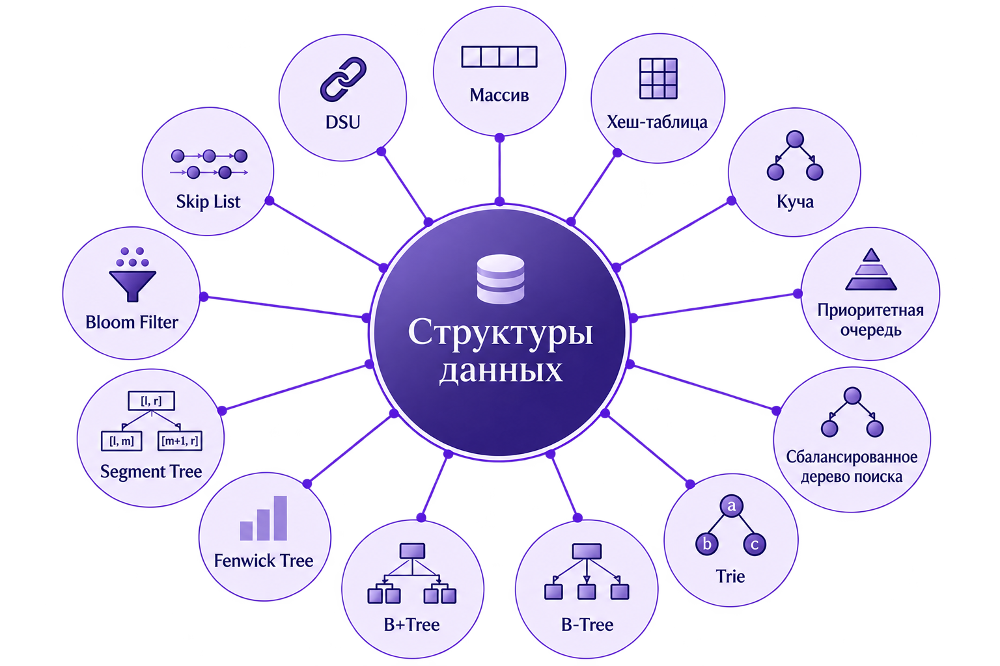 Структуры
данных
Массив
Хеш-таблица
Куча
Приоритетная
очередь
Сбалансированное
дерево поиска
a
b
c
Trie
B-Tree
B+Tree
Fenwick Tree
[l, r]
[l, m]
[m+1, r]
Segment Tree
Bloom Filter
Skip List
DSU